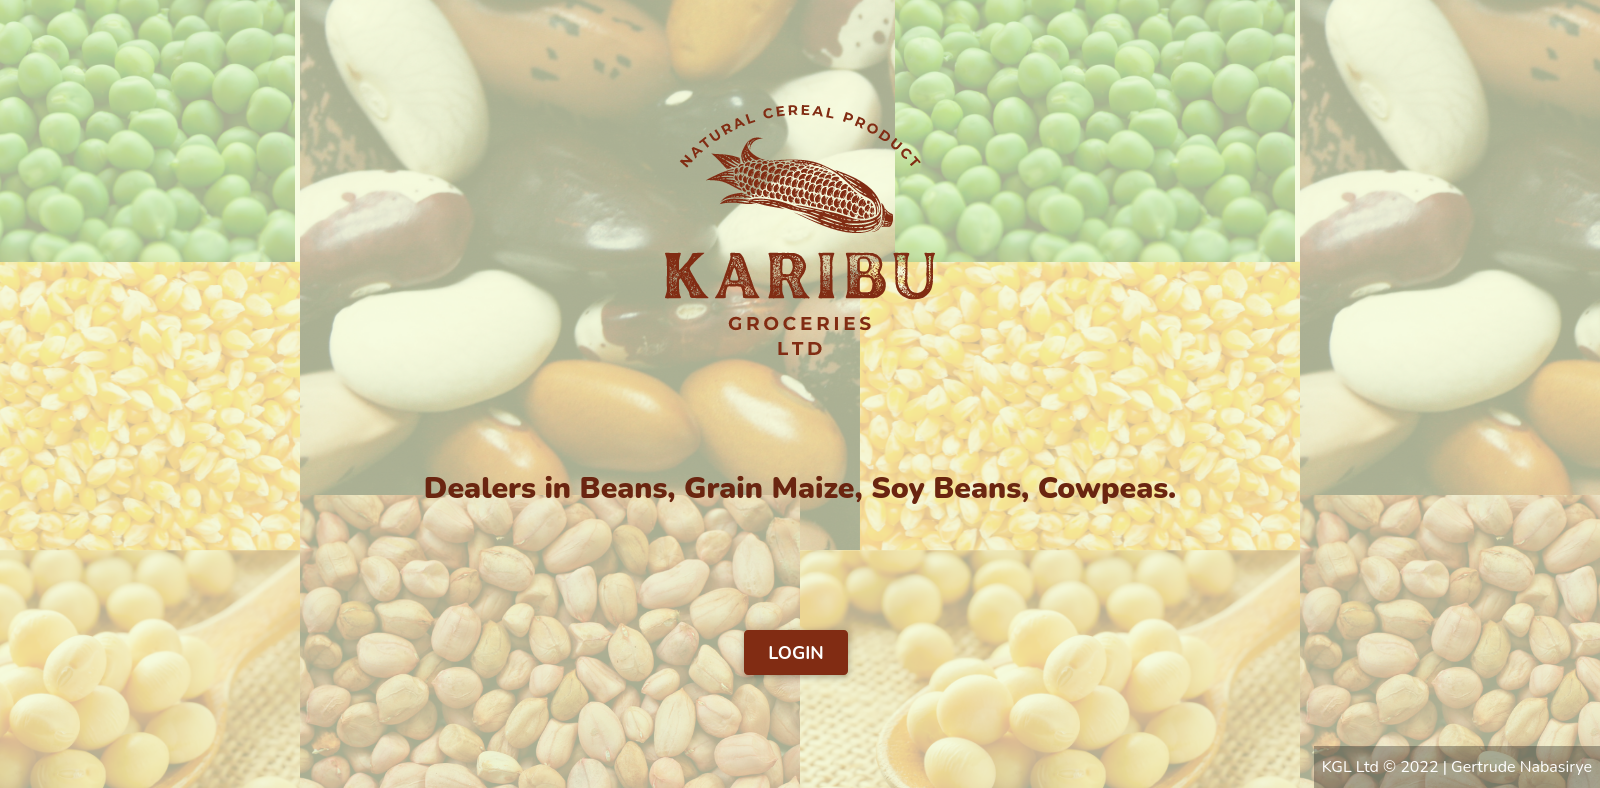 NATURAL CEREAL PRODUCT
KARIBU
GROCERIES
LTD
Dealers in Beans, Grain Maize, Soy Beans, Cowpeas.
LOGIN
KGL Ltd © 2022 | Gertrude Nabasirye